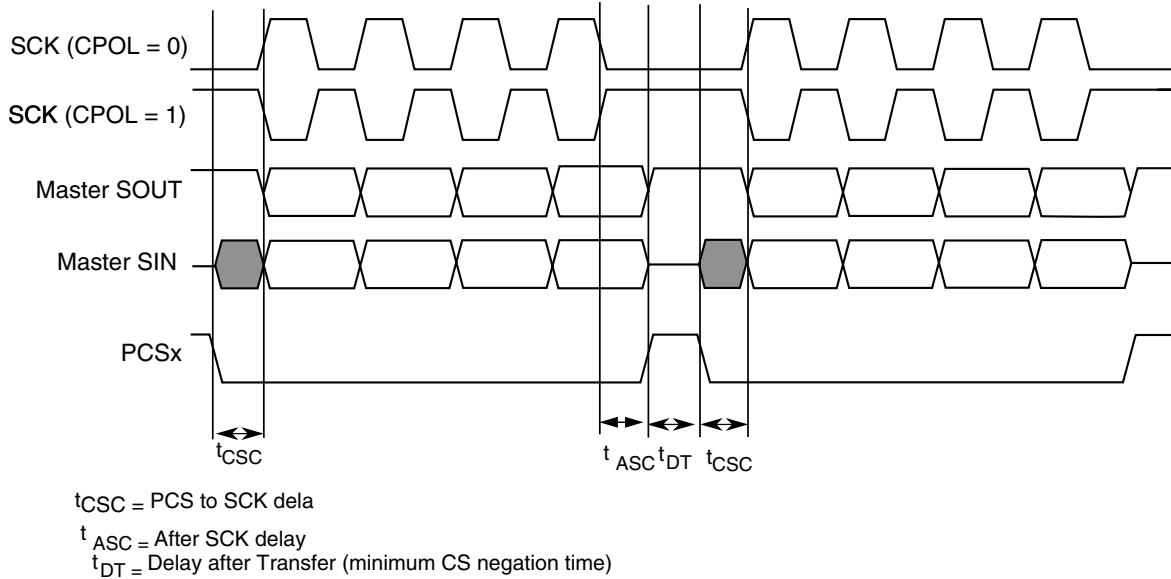 SCK (CPOL = 0)
SCK (CPOL = 1)
Master SOUT
Master SIN
PCSx
tCSC
t ASC
tDT
tCSC
tCSC = PCS to SCK dela
t ASC = After SCK delay
tDT = Delay after Transfer (minimum CS negation time)